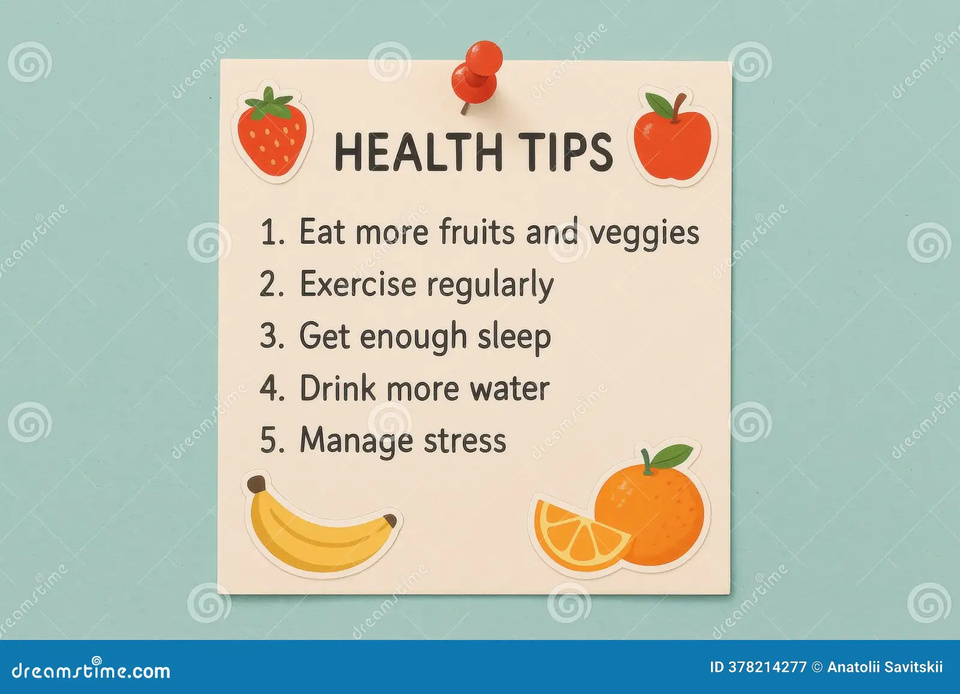 HEALTH TIPS
1. Eat more fruits and veggies
2. Exercise regularly
3. Get enough sleep
4. Drink more water
5. Manage stress
dreamstime.com
ID 378214277 © Anatolii Savitskii